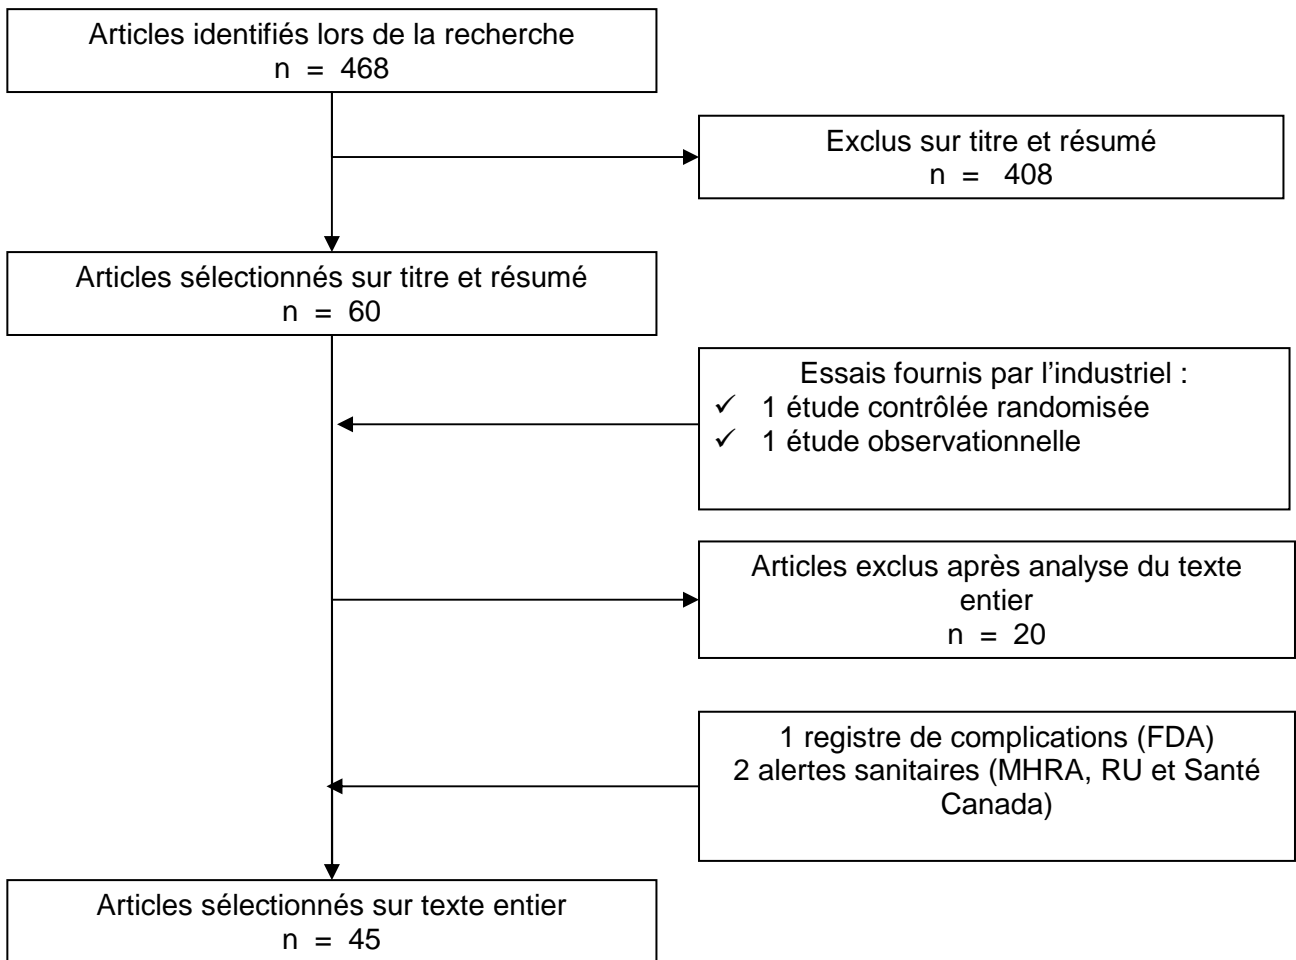 Articles identifiés lors de la recherche
n = 468
Exclus sur titre et résumé
n = 408
Articles sélectionnés sur titre et résumé
n = 60
Essais fournis par l’industriel :
✓ 1 étude contrôlée randomisée
✓ 1 étude observationnelle
Articles exclus après analyse du texte
entier
n = 20
1 registre de complications (FDA)
2 alertes sanitaires (MHRA, RU et Santé
Canada)
Articles sélectionnés sur texte entier
n = 45